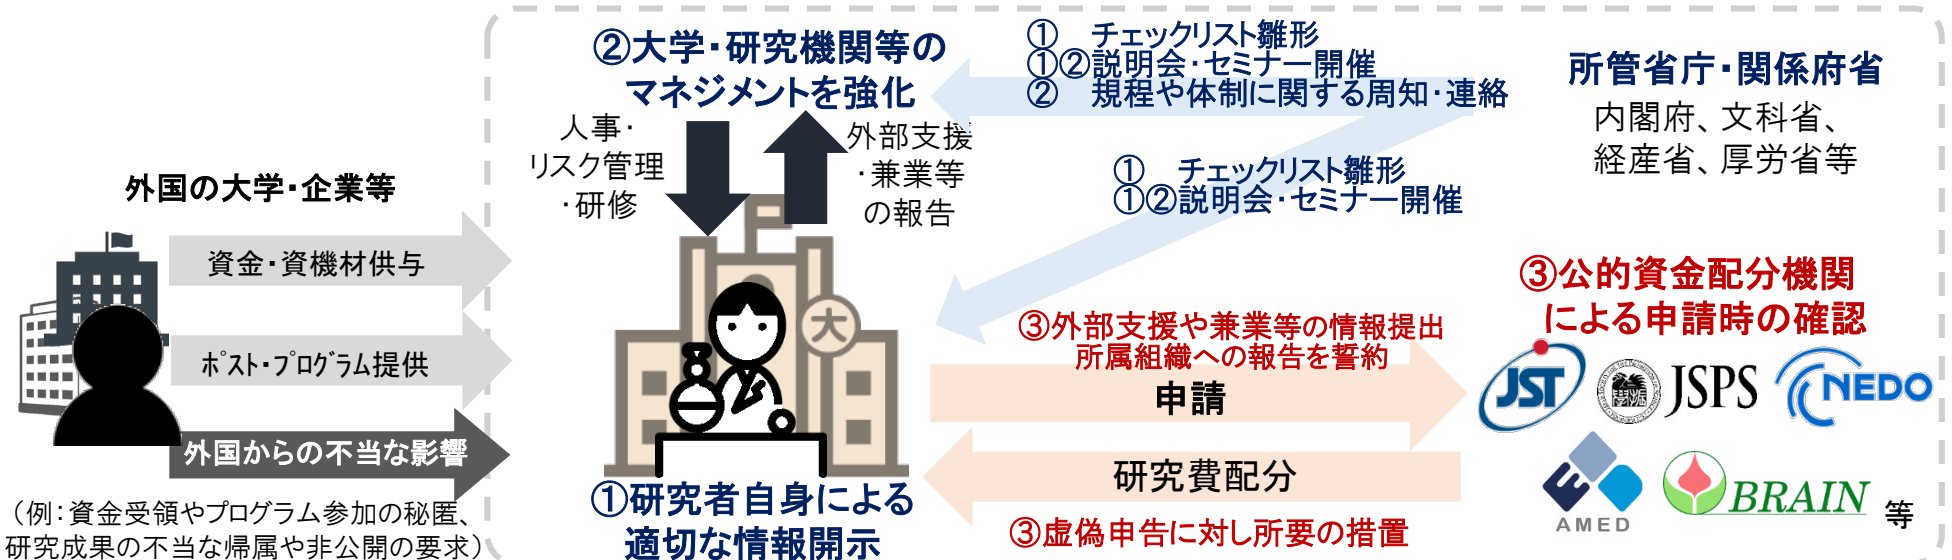 ②大学・研究機関等の
マネジメントを強化
人事・
リスク管理
・研修
外部支援
・兼業等
の報告
① チェックリスト雛形
①②説明会・セミナー開催
② 規程や体制に関する周知・連絡
所管省庁・関係府省
内閣府、文科省、
経産省、厚労省等
① チェックリスト雛形
①②説明会・セミナー開催
外国の大学・企業等
資金・資機材供与
ﾎﾟｽﾄ・ﾌﾟﾛｸﾞﾗﾑ提供
外国からの不当な影響
（例：資金受領やプログラム参加の秘匿、
研究成果の不当な帰属や非公開の要求）
大
①研究者自身による
適切な情報開示
③外部支援や兼業等の情報提出
所属組織への報告を誓約
申請
研究費配分
③虚偽申告に対し所要の措置
③公的資金配分機関
による申請時の確認
JST
JSPS
NEDO
AMED
BRAIN
等